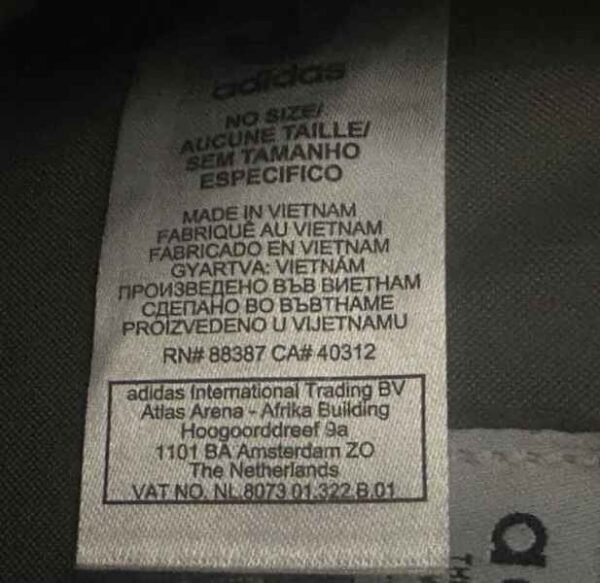 adidas
NO SIZE/
AUCUNE TAILLE/
SEM TAMANHO
ESPECIFICO
MADE IN VIETNAM
FABRIQUÉ AU VIETNAM
FABRICADO EN VIETNAM
GYARTVA: VIETNÁM
ПРОИЗВЕДЕНО ВЪВ ВИЕТНАМ
СДЕПАНО ВО ВЬВТНАМЕ
PROIZVEDENO U VIJETNAMU
RN# 88387 CA# 40312
adidas International Trading BV
Atlas Arena - Afrika Building
Hoogoorddreef 9a
1101 BA Amsterdam ZO
The Netherlands
VAT NO. NL.8073.01.322.B.01